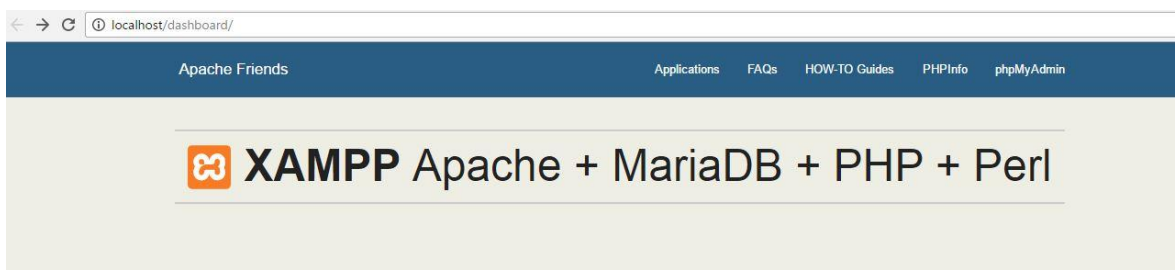 localhost/dashboard/
Apache Friends Applications FAQs HOW-TO Guides PHPInfo phpMyAdmin
XAMPP Apache + MariaDB + PHP + Perl